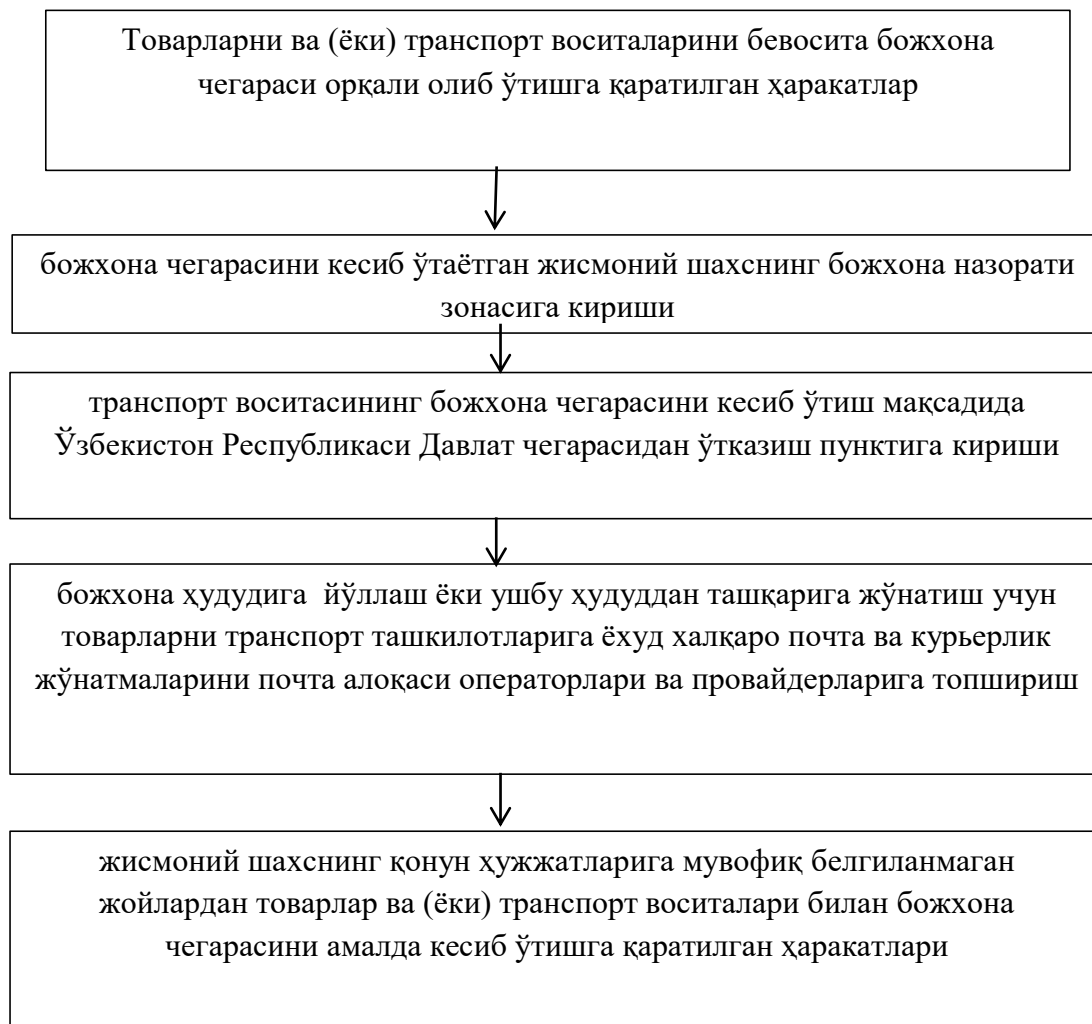 Товарларни ва (ёки) транспорт воситаларини бевосита божхона
чегараси орқали олиб ўтишга қаратилган ҳаракатлар
божхона чегарасини кесиб ўтаётган жисмоний шахснинг божхона назорати
зонасига кириши
транспорт воситасининг божхона чегарасини кесиб ўтиш мақсадида
Ўзбекистон Республикаси Давлат чегарасидан ўтказиш пунктига кириши
божхона ҳудудига йўллаш ёки ушбу ҳудуддан ташқарига жўнатиш учун
товарларни транспорт ташкилотларига ёхуд халқаро почта ва курьерлик
жўнатмаларини почта алоқаси операторлари ва провайдерларига топшириш
жисмоний шахснинг қонун ҳужжатларига мувофиқ белгиланмаган
жойлардан товарлар ва (ёки) транспорт воситалари билан божхона
чегарасини амалда кесиб ўтишга қаратилган ҳаракатлари